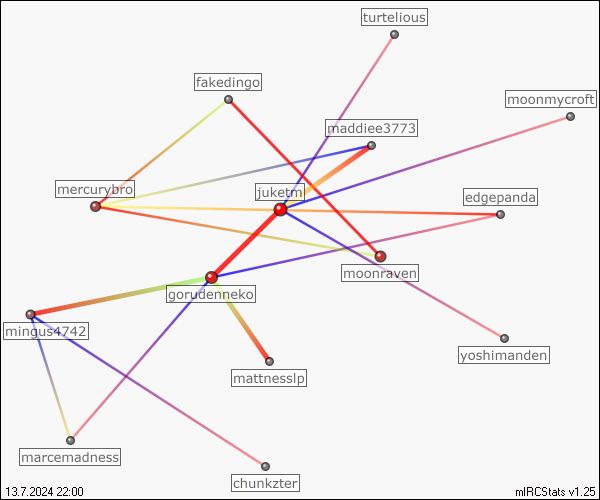 turtelious
fakedingo
moonmycroft
maddiee3773
mercurybro
juketm
edgepanda
moonraven
gorudenneko
mingus4742
yoshimanden
mattnesslp
marcemadness
chunkzter
13.7.2024 22:00
mIRCStats v1.25